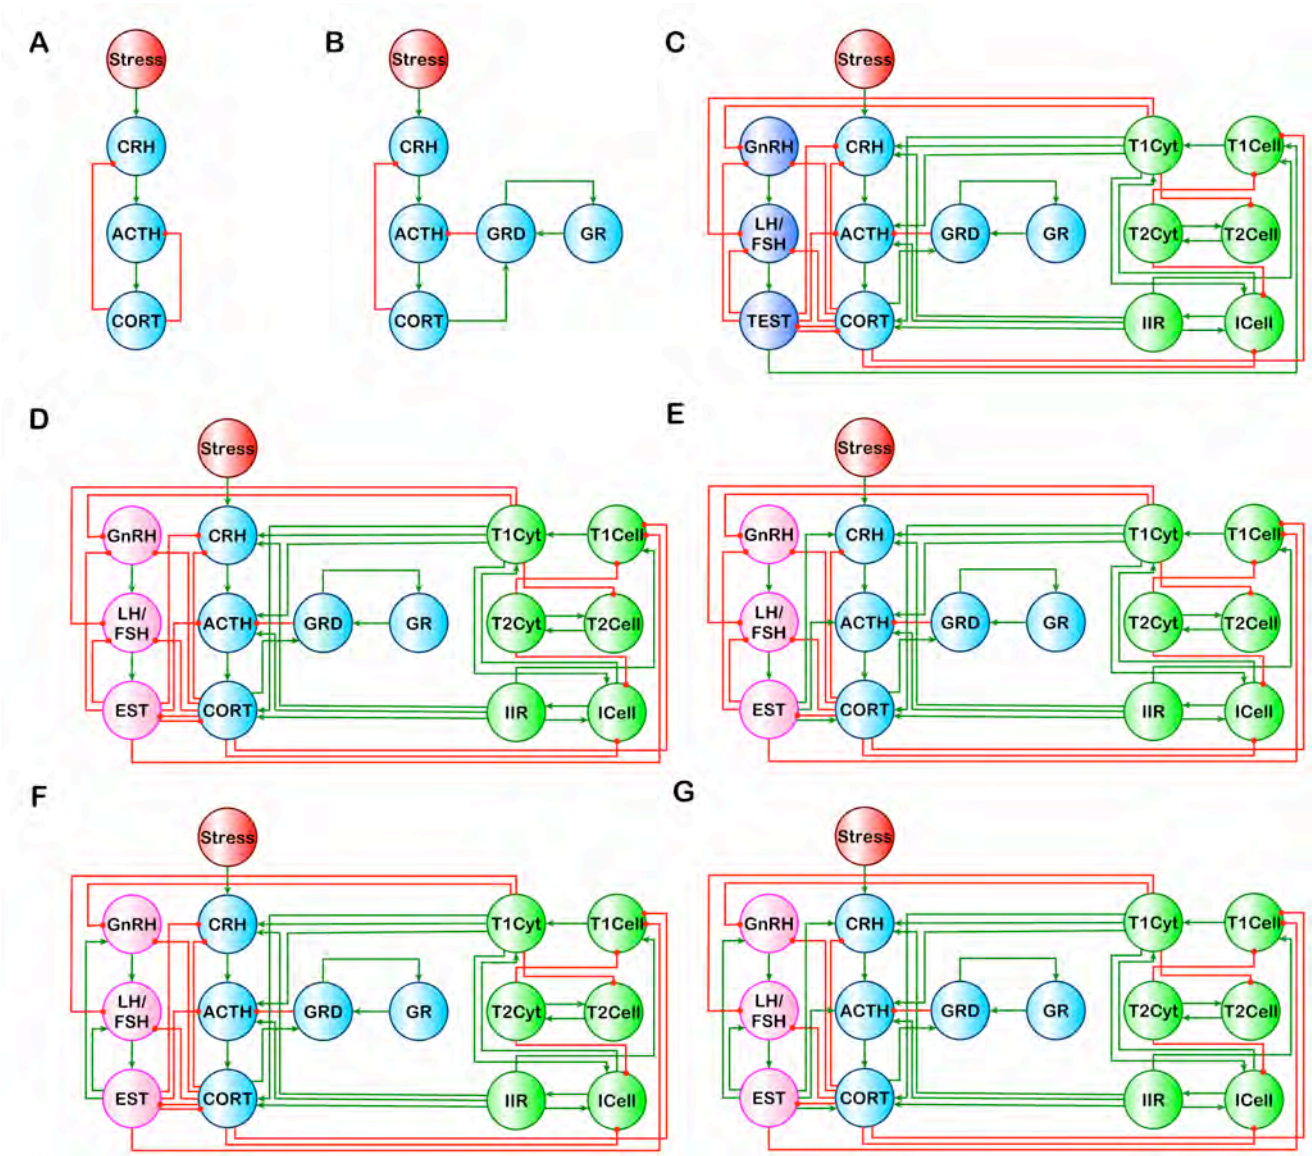 A
B
C
Stress
Stress
Stress
CRH
CRH
GnRH
CRH
T1Cyt
T1Cell
ACTH
ACTH
GRD
GR
LH/
FSH
ACTH
GRD
GR
T2Cyt
T2Cell
CORT
CORT
TEST
CORT
IIR
ICell
D
E
Stress
Stress
GnRH
CRH
T1Cyt
T1Cell
GnRH
CRH
T1Cyt
T1Cell
LH/
FSH
ACTH
GRD
GR
T2Cyt
T2Cell
LH/
FSH
ACTH
GRD
GR
T2Cyt
T2Cell
EST
CORT
IIR
ICell
EST
CORT
IIR
ICell
F
G
Stress
Stress
GnRH
CRH
T1Cyt
T1Cell
GnRH
CRH
T1Cyt
T1Cell
LH/
FSH
ACTH
GRD
GR
T2Cyt
T2Cell
LH/
FSH
ACTH
GRD
GR
T2Cyt
T2Cell
EST
CORT
IIR
ICell
EST
CORT
IIR
ICell